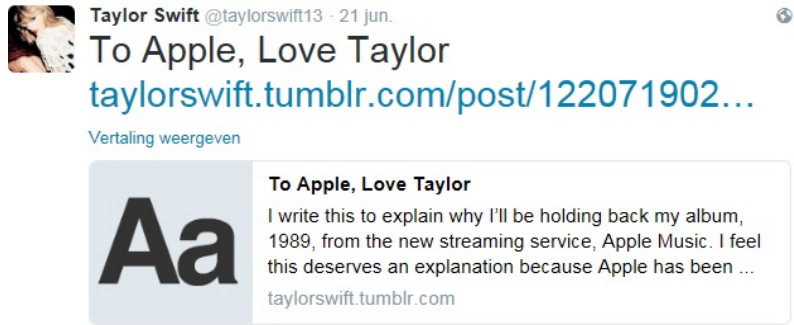 Taylor Swift @taylorswift13 · 21 jun.
To Apple, Love Taylor
taylorswift.tumblr.com/post/122071902…
Vertaling weergeven
Aa
To Apple, Love Taylor
I write this to explain why I'll be holding back my album,
1989, from the new streaming service, Apple Music. I feel
this deserves an explanation because Apple has been ...
taylorswift.tumblr.com